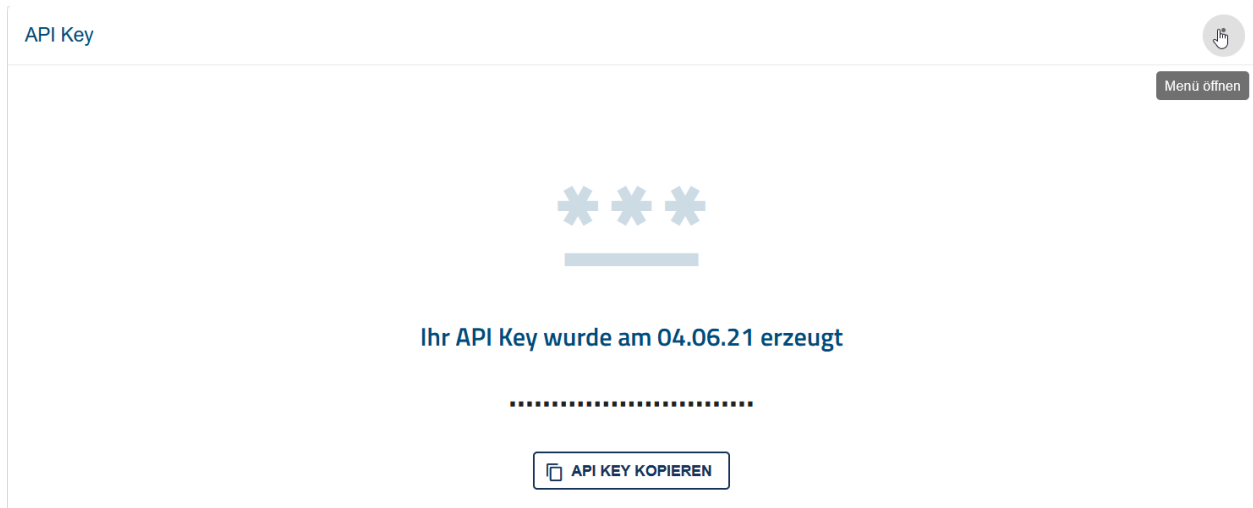 API Key
Menü öffnen
***
Ihr API Key wurde am 04.06.21 erzeugt
API KEY KOPIEREN